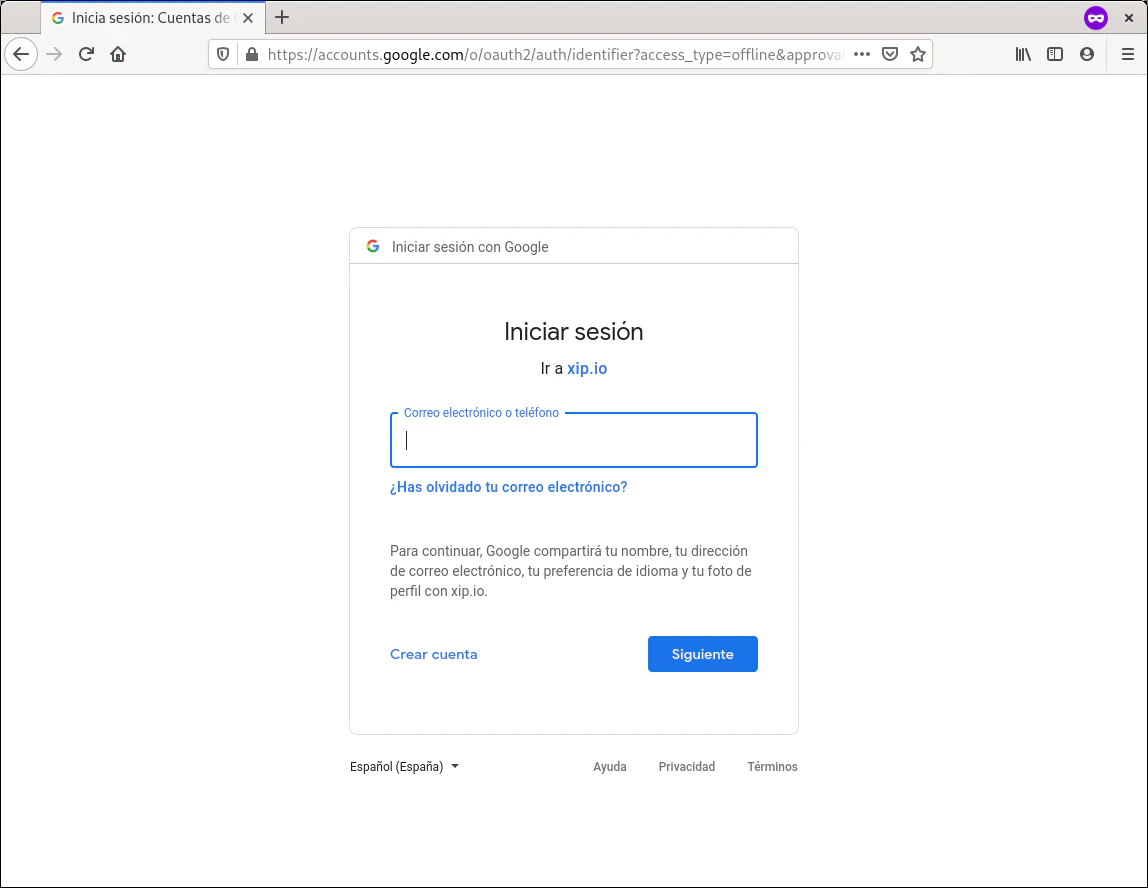 Inicia sesión: Cuentas de
https://accounts.google.com/o/oauth2/auth/identifier?access_type=offline&approval
Iniciar sesión con Google
Iniciar sesión
Ir a xip.io
Correo electrónico o teléfono
¿Has olvidado tu correo electrónico?
Para continuar, Google compartirá tu nombre, tu dirección
de correo electrónico, tu preferencia de idioma y tu foto de
perfil con xip.io.
Crear cuenta
Siguiente
Español (España)
Ayuda
Privacidad
Términos